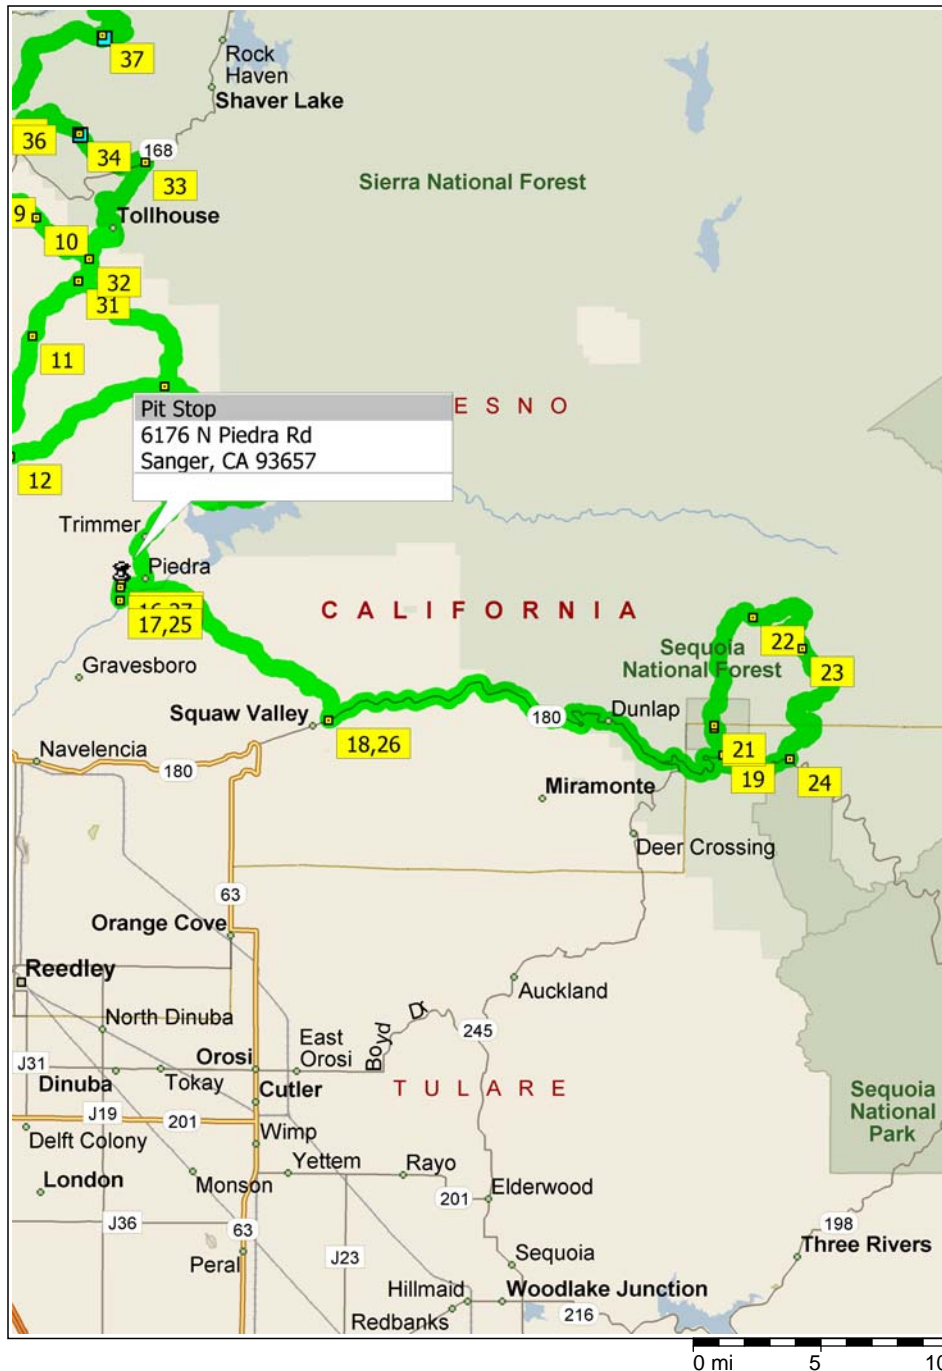 37
Rock
Haven
Shaver Lake
36
34
168
33
Sierra National Forest
9
Tollhouse
10
32
31
11
ESNO
Pit Stop
6176 N Piedra Rd
Sanger, CA 93657
12
Trimmer
Piedra
17,25
CALIFORNIA
22
Sequoia
National Forest
23
Gravesboro
Squaw Valley
18,26
180
Dunlap
21
19
24
Navelencia
180
Miramonte
Deer Crossing
63
Orange Cove
Reedley
Auckland
North Dinuba
East
Orosi
Boyd Dr
245
Orosi
J31
Dinuba
Tokay
Cutler
TULARE
Sequoia
National
Park
J19
201
Delft Colony
Wimp
Yettem
Rayo
London
Monson
201
Elderwood
J36
63
198
Peral
J23
Sequoia
Three Rivers
Hillmaid
Woodlake Junction
Redbanks
216
0 mi
5
10